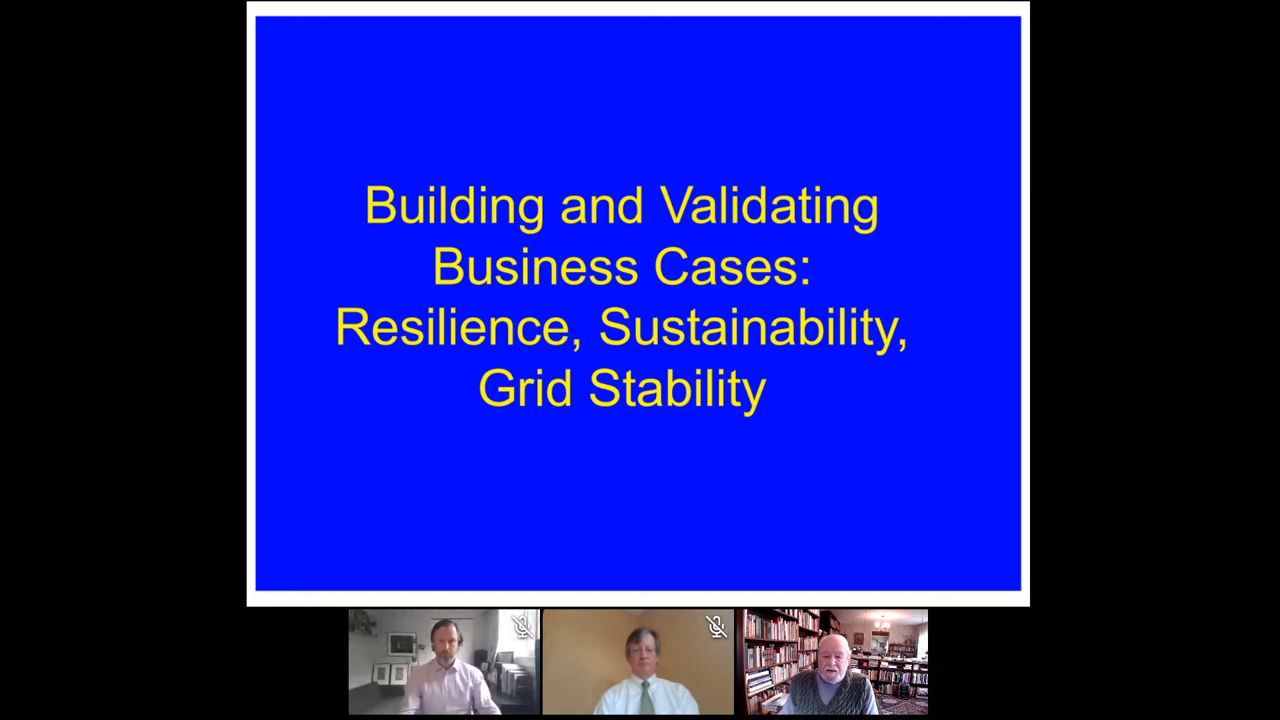 Building and Validating
Business Cases:
Resilience, Sustainability,
Grid Stability